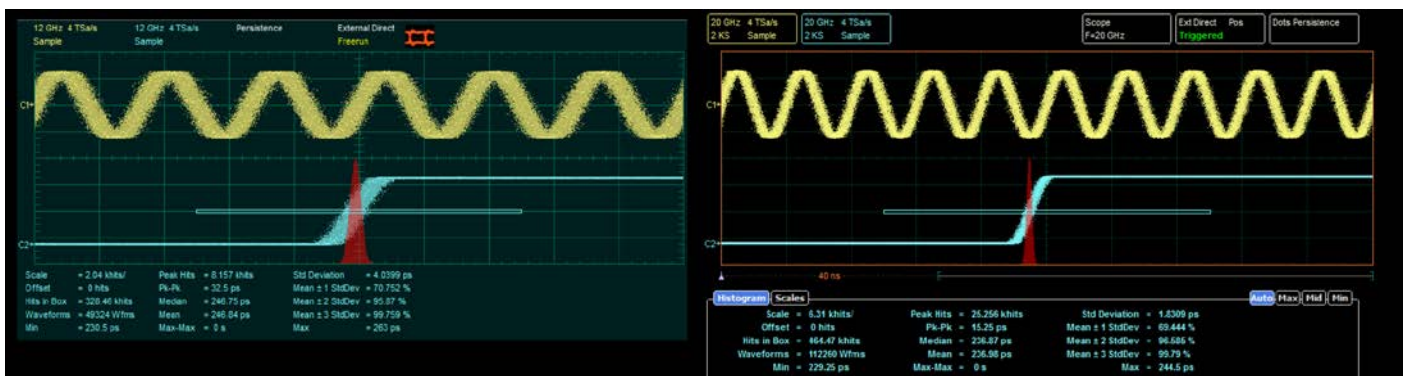 12 GHz 4 TSa/s 12 GHz 4 TSa/s Persistence External Direct
Sample Sample Freerun
C1
C2
Scale = 2.04 khits/ Peak Hits = 8.157 khits Std Deviation = 4.0399 ps
Offset = 0 hits Pk-Pk = 32.5 ps Mean ± 1 StdDev = 70.752 %
Hits in Box = 328.46 khits Median = 246.75 ps Mean ± 2 StdDev = 95.87 %
Waveforms = 49324 Wfms Mean = 246.84 ps Mean ± 3 StdDev = 99.759 %
Min = 230.5 ps Max-Max = 0 s Max = 263 ps
20 GHz 4 TSa/s 20 GHz 4 TSa/s Scope Ext Direct Pos Dots Persistence
2 KS Sample 2 KS Sample F=20 GHz Triggered
C1
C2
40 ns
Histogram Scales Auto Max Mid Min
Scale = 6.31 khits/ Peak Hits = 25.256 khits Std Deviation = 1.8309 ps
Offset = 0 hits Pk-Pk = 15.25 ps Mean ± 1 StdDev = 69.444 %
Hits in Box = 464.47 khits Median = 236.87 ps Mean ± 2 StdDev = 96.585 %
Waveforms = 112260 Wfms Mean = 236.98 ps Mean ± 3 StdDev = 99.79 %
Min = 229.25 ps Max-Max = 0 s Max = 244.5 ps